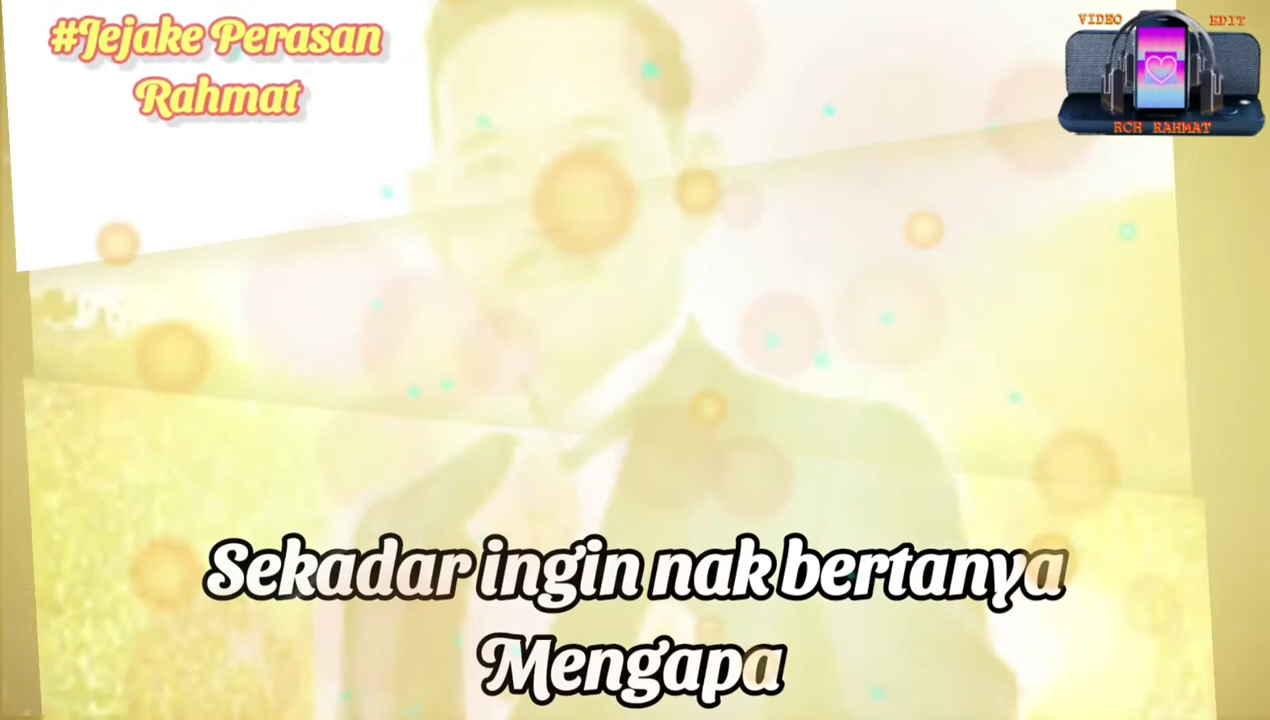 #Jejake Perasan
Rahmat
VIDEO EDIT
RCH RAHMAT
Sekadar ingin nak bertanya
Mengapa